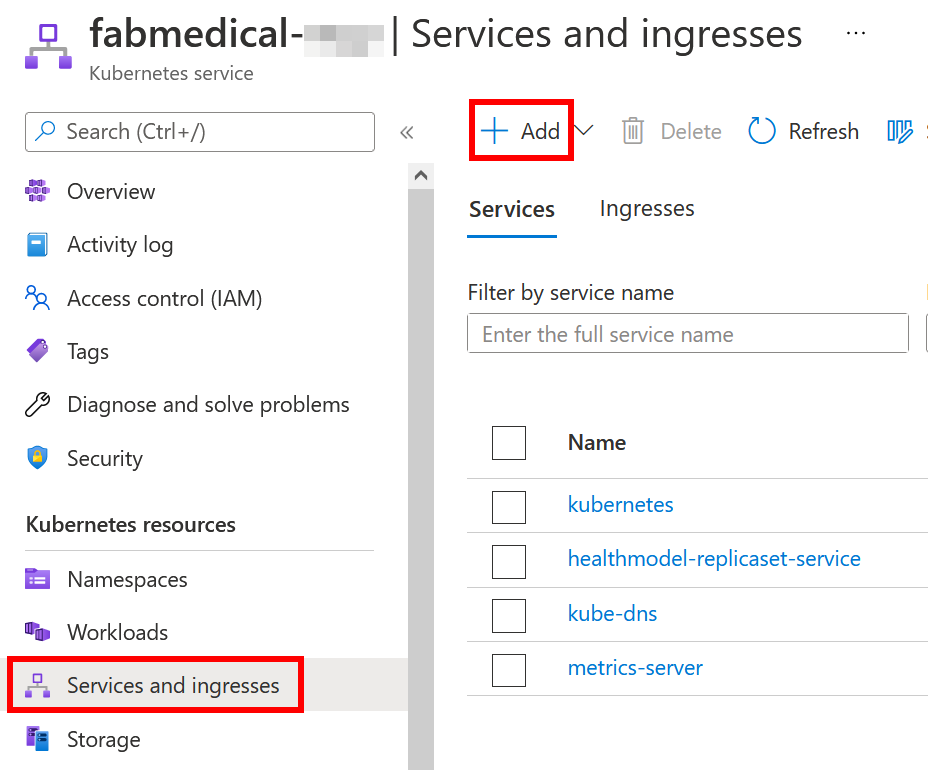 fabmedical- | Services and ingresses ...
Kubernetes service
Search (Ctrl+/)
«
Add
Delete
Refresh
Overview
Activity log
Access control (IAM)
Tags
Diagnose and solve problems
Security
Kubernetes resources
Namespaces
Workloads
Services and ingresses
Storage
Services
Ingresses
Filter by service name
Enter the full service name
Name
kubernetes
healthmodel-replicaset-service
kube-dns
metrics-server